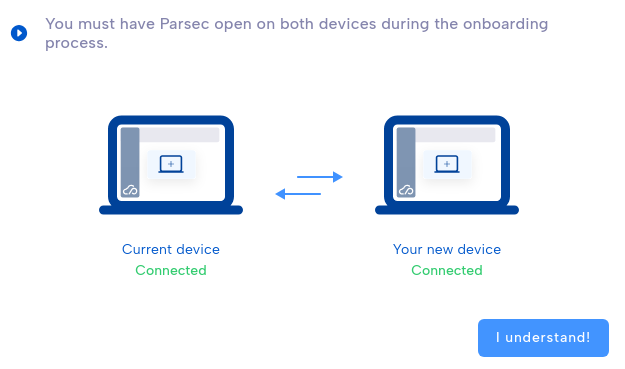 You must have Parsec open on both devices during the onboarding
process.
Current device
Connected
Your new device
Connected
I understand!